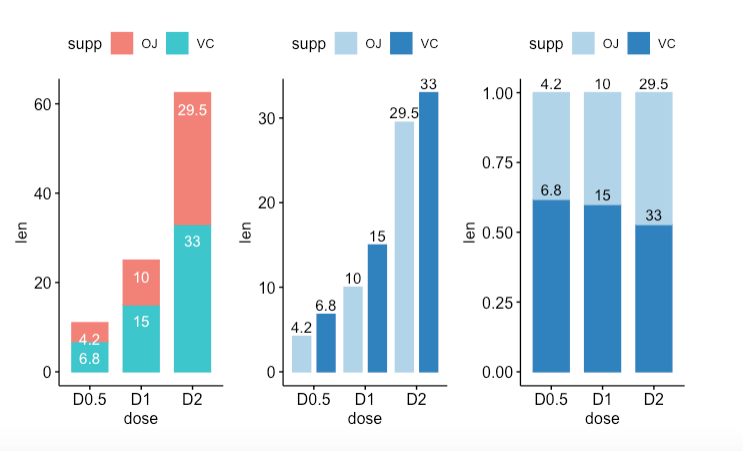 supp OJ VC
len
60
40
20
0
29.5
33
10
15
4.2
6.8
D0.5 D1 D2
dose
supp OJ VC
len
30
20
10
0
4.2
6.8
10
15
29.5
33
D0.5 D1 D2
dose
supp OJ VC
len
1.00
0.75
0.50
0.25
0.00
4.2 10 29.5
6.8 15 33
D0.5 D1 D2
dose